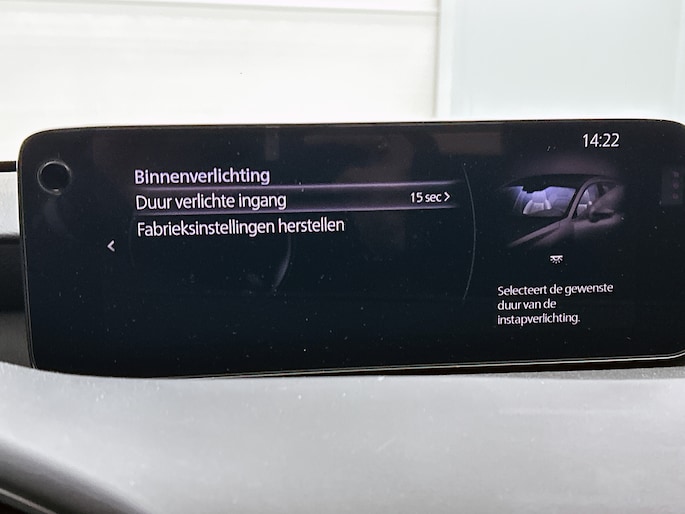 14:22
Binnenverlichting
Duur verlichte ingang 15 sec >
Fabrieksinstellingen herstellen
<
Selecteert de gewenste
duur van de
instapverlichting.